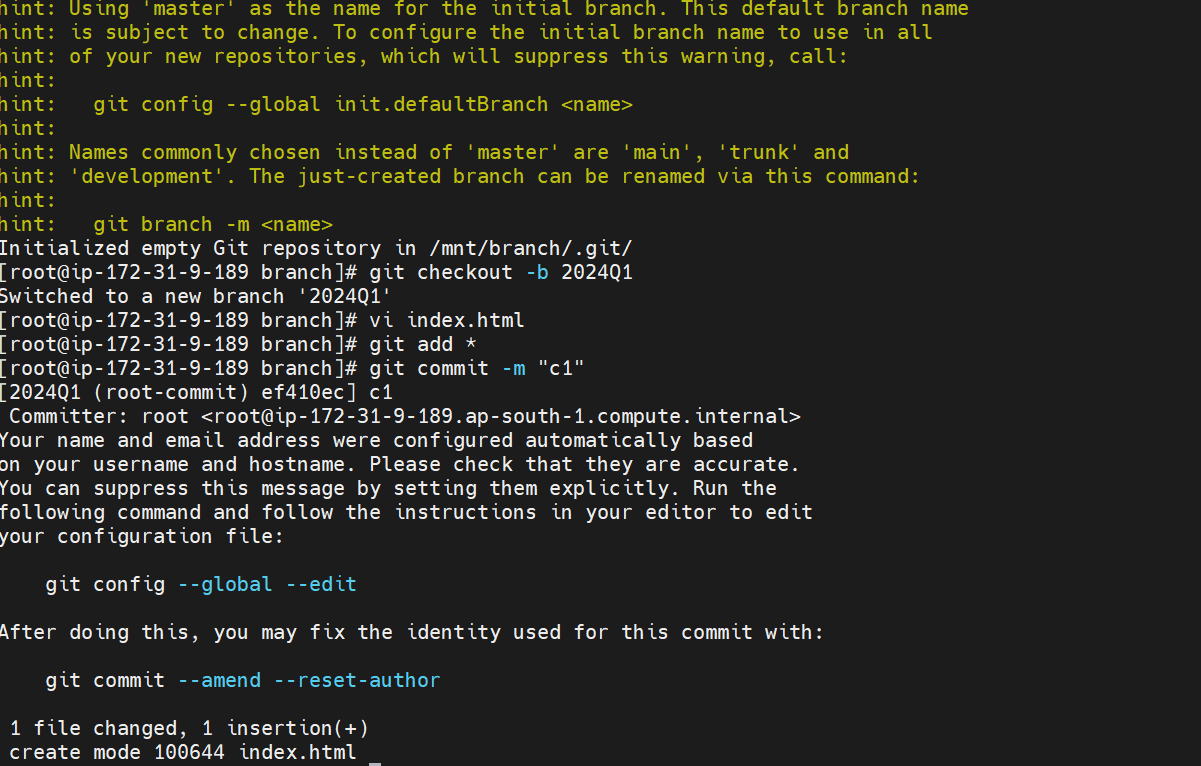 hint: Using 'master' as the name for the initial branch. This default branch name
hint: is subject to change. To configure the initial branch name to use in all
hint: of your new repositories, which will suppress this warning, call:
hint:
hint:   git config --global init.defaultBranch <name>
hint:
hint: Names commonly chosen instead of 'master' are 'main', 'trunk' and
hint: 'development'. The just-created branch can be renamed via this command:
hint:
hint:   git branch -m <name>
Initialized empty Git repository in /mnt/branch/.git/
[root@ip-172-31-9-189 branch]# git checkout -b 2024Q1
Switched to a new branch '2024Q1'
[root@ip-172-31-9-189 branch]# vi index.html
[root@ip-172-31-9-189 branch]# git add *
[root@ip-172-31-9-189 branch]# git commit -m "c1"
[2024Q1 (root-commit) ef410ec] c1
 Committer: root <root@ip-172-31-9-189.ap-south-1.compute.internal>
Your name and email address were configured automatically based
on your username and hostname. Please check that they are accurate.
You can suppress this message by setting them explicitly. Run the
following command and follow the instructions in your editor to edit
your configuration file:

    git config --global --edit

After doing this, you may fix the identity used for this commit with:

    git commit --amend --reset-author

 1 file changed, 1 insertion(+)
 create mode 100644 index.html